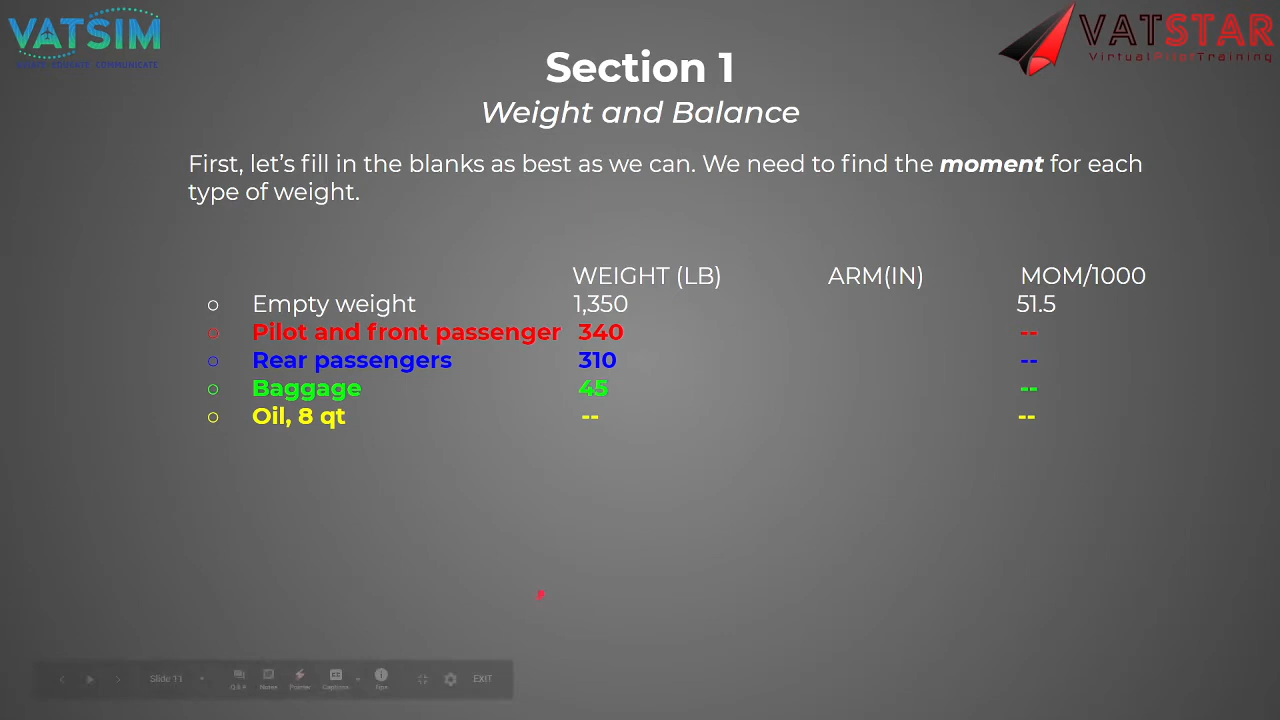 VATSIM
VATSTAR
VirtualPilotTraining
Section 1
Weight and Balance
First, let's fill in the blanks as best as we can. We need to find the moment for each
type of weight.
WEIGHT (LB) ARM(IN) MOM/1000
Empty weight 1,350 51.5
Pilot and front passenger 340 --
Rear passengers 310 --
Baggage 45 --
Oil, 8 qt -- --
Slide 11 Q&A Notes Pointer Captions Tips EXIT